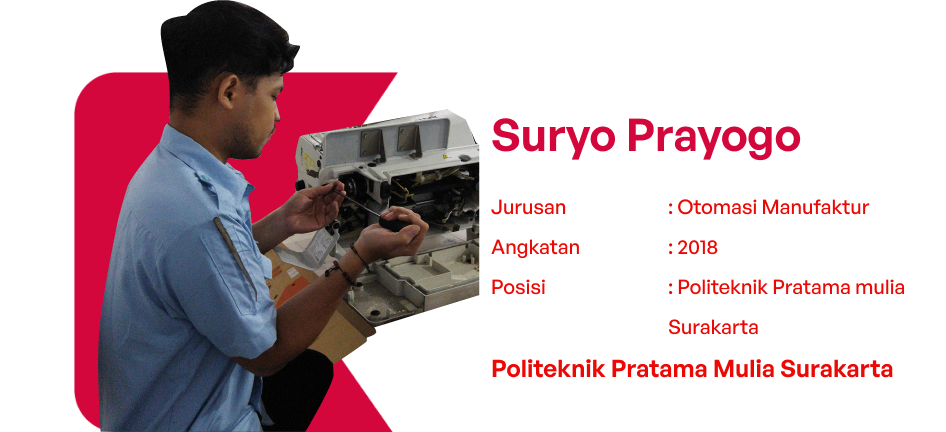 Suryo Prayogo
Jurusan : Otomasi Manufaktur
Angkatan : 2018
Posisi : Politeknik Pratama mulia
Surakarta
Politeknik Pratama Mulia Surakarta